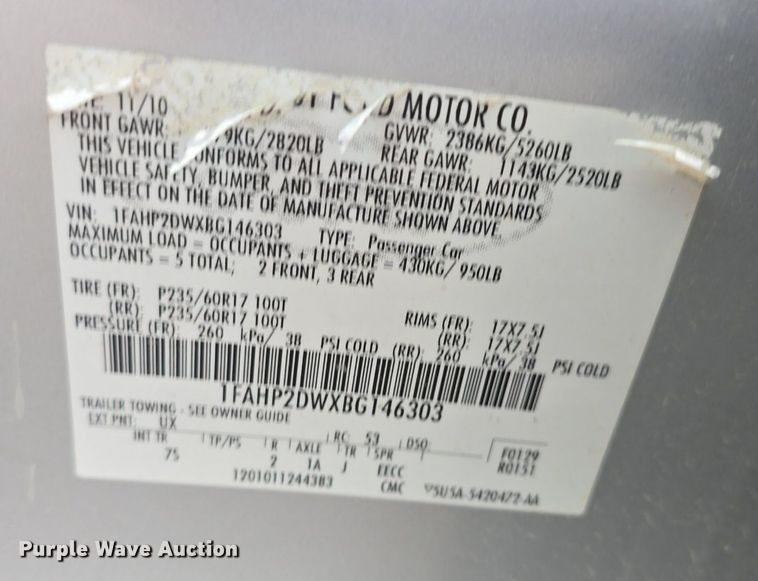 11/10 FORD MOTOR CO.
FRONT GAWR: 9KG/2820LB GVWR: 2386KG/5260LB
REAR GAWR: 1143KG/2520LB
THIS VEHICLE CONFORMS TO ALL APPLICABLE FEDERAL MOTOR
VEHICLE SAFETY, BUMPER, AND THEFT PREVENTION STANDARDS
IN EFFECT ON THE DATE OF MANUFACTURE SHOWN ABOVE.
VIN: 1FAHP2DWXBG146303 TYPE: Passenger Car
MAXIMUM LOAD = OCCUPANTS + LUGGAGE = 430KG/ 950LB
OCCUPANTS = 5 TOTAL; 2 FRONT, 3 REAR
TIRE (FR): P235/60R17 100T RIMS (FR): 17X7.5J
(RR): P235/60R17 100T (RR): 17X7.5J
PRESSURE (FR): 260 kPa/ 38 PSI COLD (RR): 260 kPa/ 38 PSI COLD
1FAHP2DWXBG146303
TRAILER TOWING - SEE OWNER GUIDE
EXT PNT: UX RC 53 DSO: F0129
INT TR TP/PS R AXLE TR SPR R0151
75 2 1A J EECC
1201011244383 CMC 5U5A-5420472-AA
Purple Wave Auction